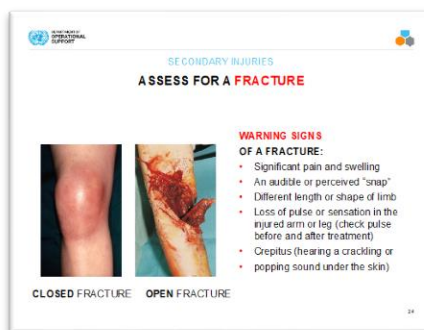 DEPARTMENT OF
OPERATIONAL
SUPPORT
SECONDARY INJURIES
ASSESS FOR A FRACTURE
WARNING SIGNS
OF A FRACTURE:
• Significant pain and swelling
• An audible or perceived "snap"
• Different length or shape of limb
• Loss of pulse or sensation in the
injured arm or leg (check pulse
before and after treatment)
• Crepitus (hearing a crackling or
• popping sound under the skin)
CLOSED FRACTURE OPEN FRACTURE
24